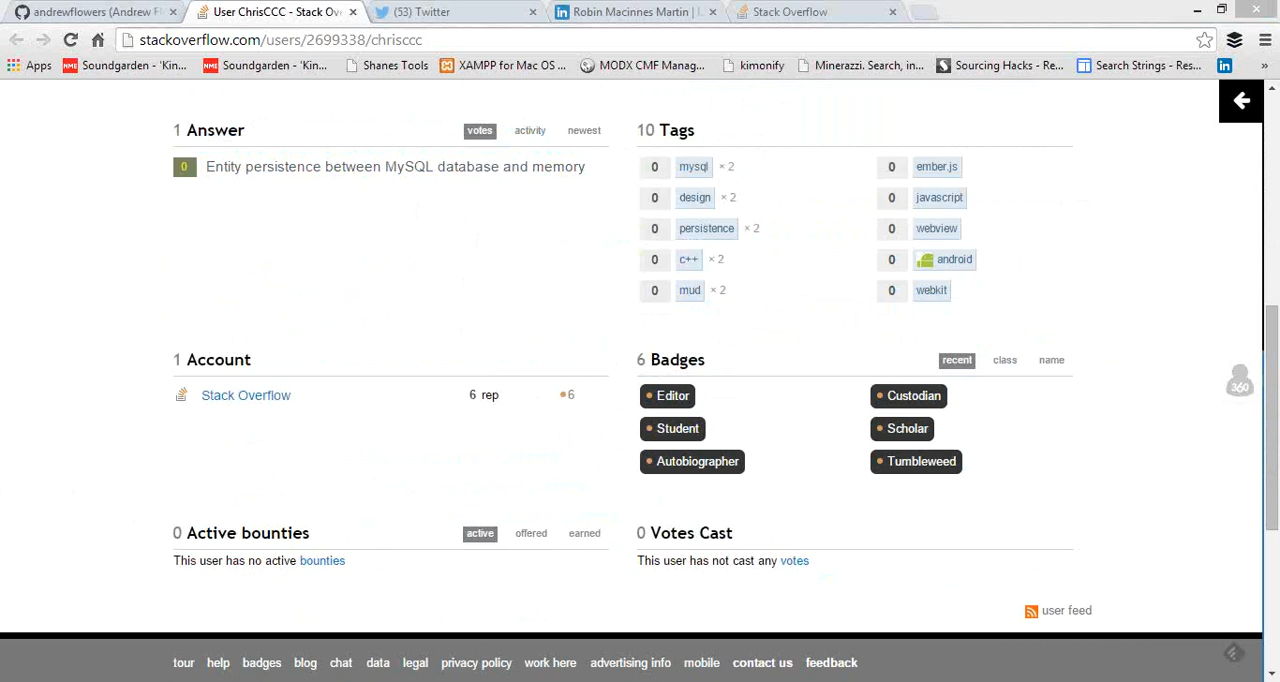 andrewflowers (Andrew Fl
User ChrisCCC - Stack Ov
(53) Twitter
Robin Macinnes Martin | L
Stack Overflow
stackoverflow.com/users/2699338/chrisccc
Apps
NME
Soundgarden - 'Kin...
NME
Soundgarden - 'Kin...
Shanes Tools
XAMPP for Mac OS ...
MODX CMF Manag...
kimonify
Minerazzi. Search, in...
Sourcing Hacks - Re...
Search Strings - Res...
in
»
1 Answer votes activity newest
0 Entity persistence between MySQL database and memory
10 Tags
0 mysql × 2
0 ember.js
0 design × 2
0 javascript
0 persistence × 2
0 webview
0 c++ × 2
0 android
0 mud × 2
0 webkit
1 Account
Stack Overflow 6 rep 6
6 Badges recent class name
Editor
Custodian
Student
Scholar
Autobiographer
Tumbleweed
360
0 Active bounties active offered earned
This user has no active bounties
0 Votes Cast
This user has not cast any votes
user feed
tour help badges blog chat data legal privacy policy work here advertising info mobile contact us feedback